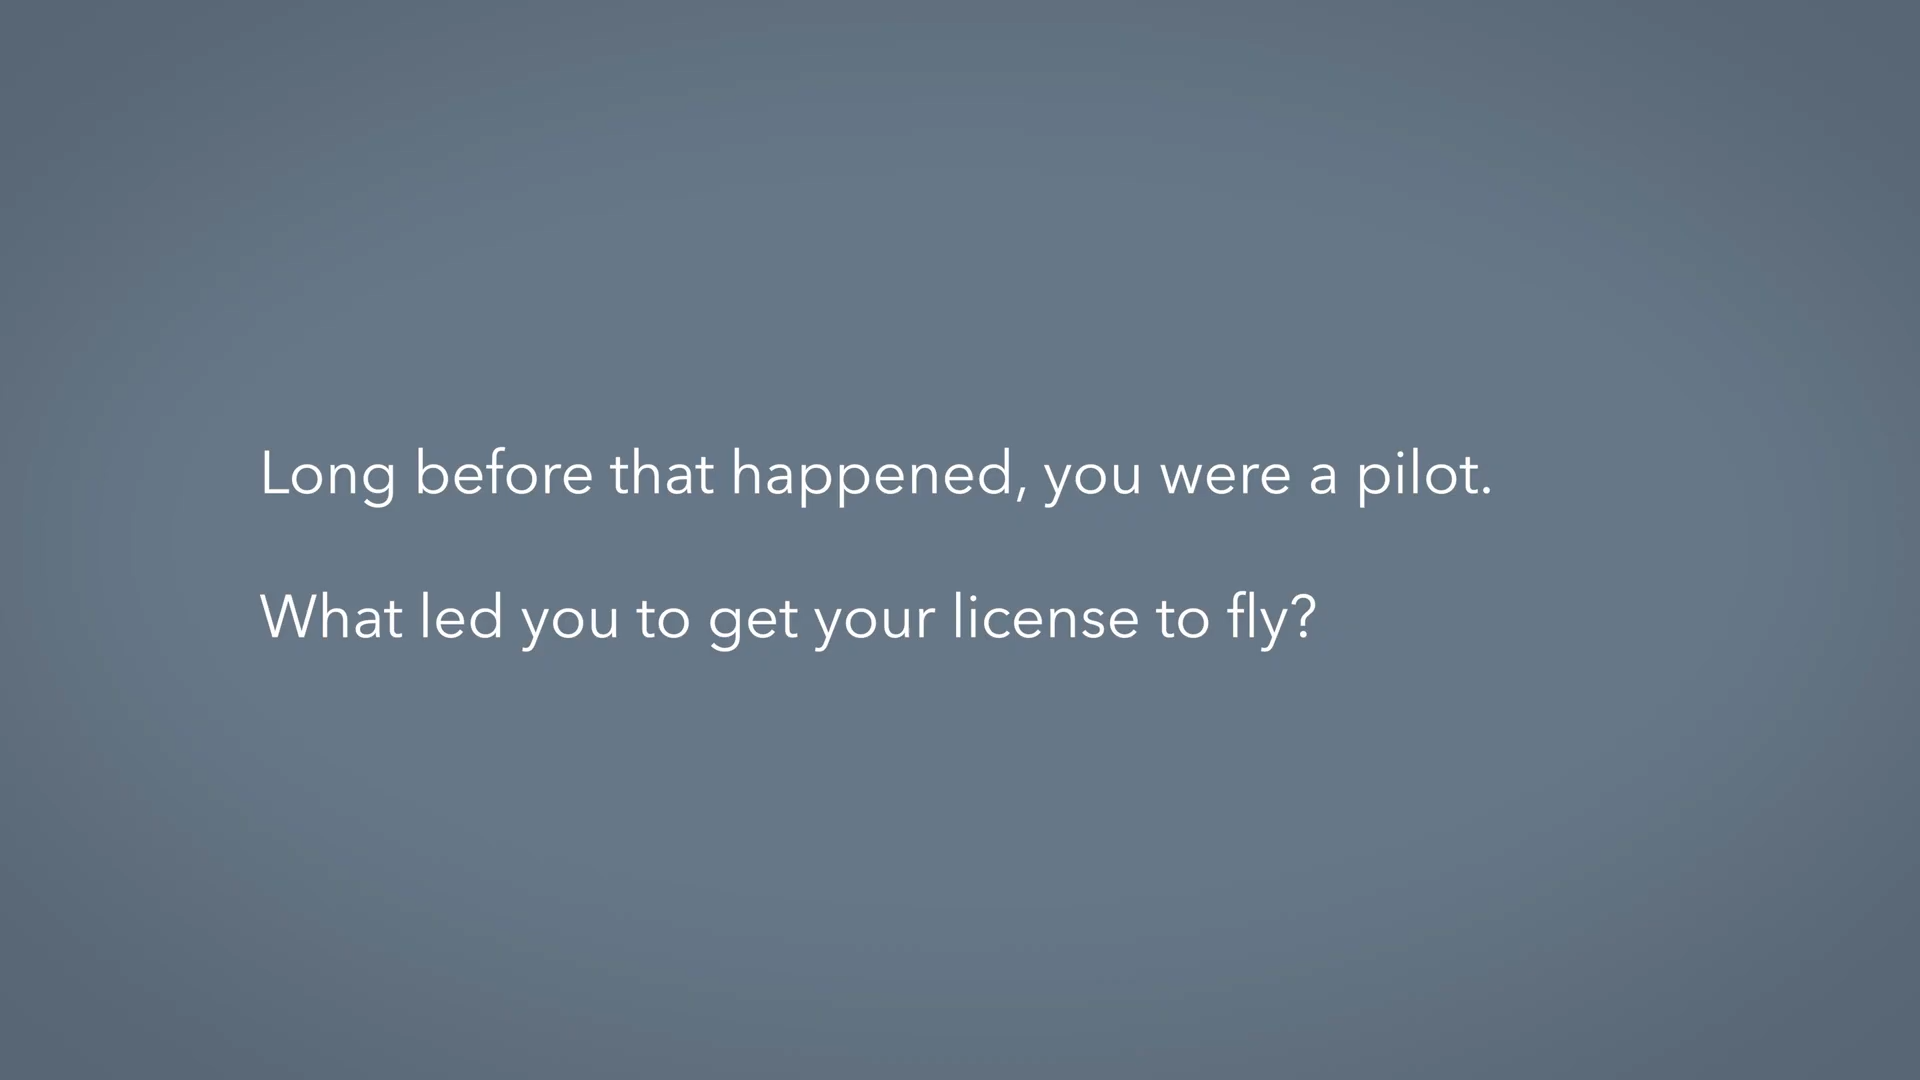 Long before that happened, you were a pilot.
What led you to get your license to fly?